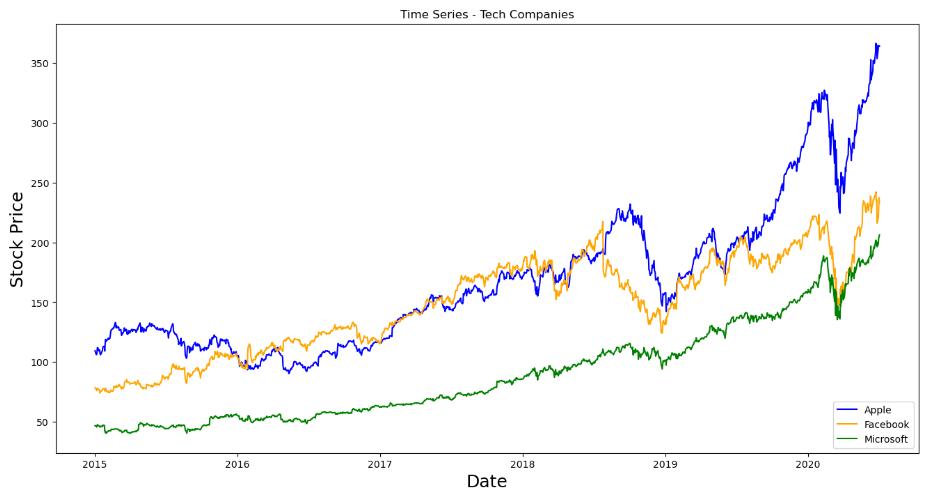 Time Series - Tech Companies
Stock Price
350
300
250
200
150
100
50
2015
2016
2017
2018
2019
2020
Date
Apple
Facebook
Microsoft